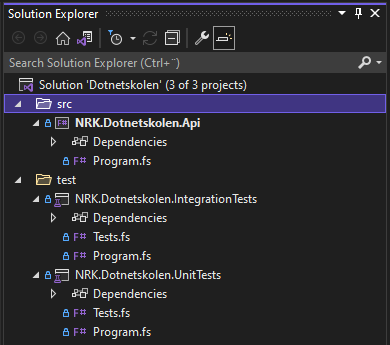 Solution Explorer
Search Solution Explorer (Ctrl+¨)
Solution 'Dotnetskolen' (3 of 3 projects)
src
F# NRK.Dotnetskolen.Api
Dependencies
F# Program.fs
test
NRK.Dotnetskolen.IntegrationTests
Dependencies
F# Tests.fs
F# Program.fs
NRK.Dotnetskolen.UnitTests
Dependencies
F# Tests.fs
F# Program.fs